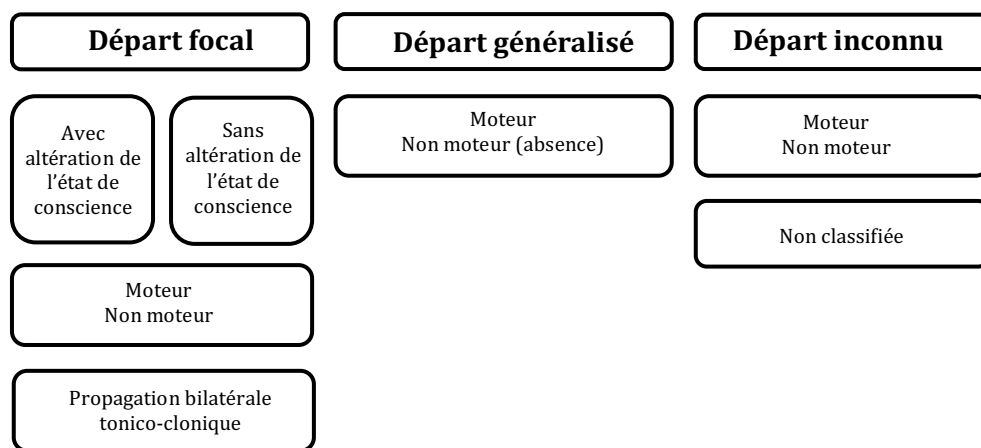 Départ focal
Départ généralisé
Départ inconnu
Avec
altération de
l'état de
conscience
Sans
altération de
l'état de
conscience
Moteur
Non moteur
Propagation bilatérale
tonico-clonique
Moteur
Non moteur (absence)
Moteur
Non moteur
Non classifiée